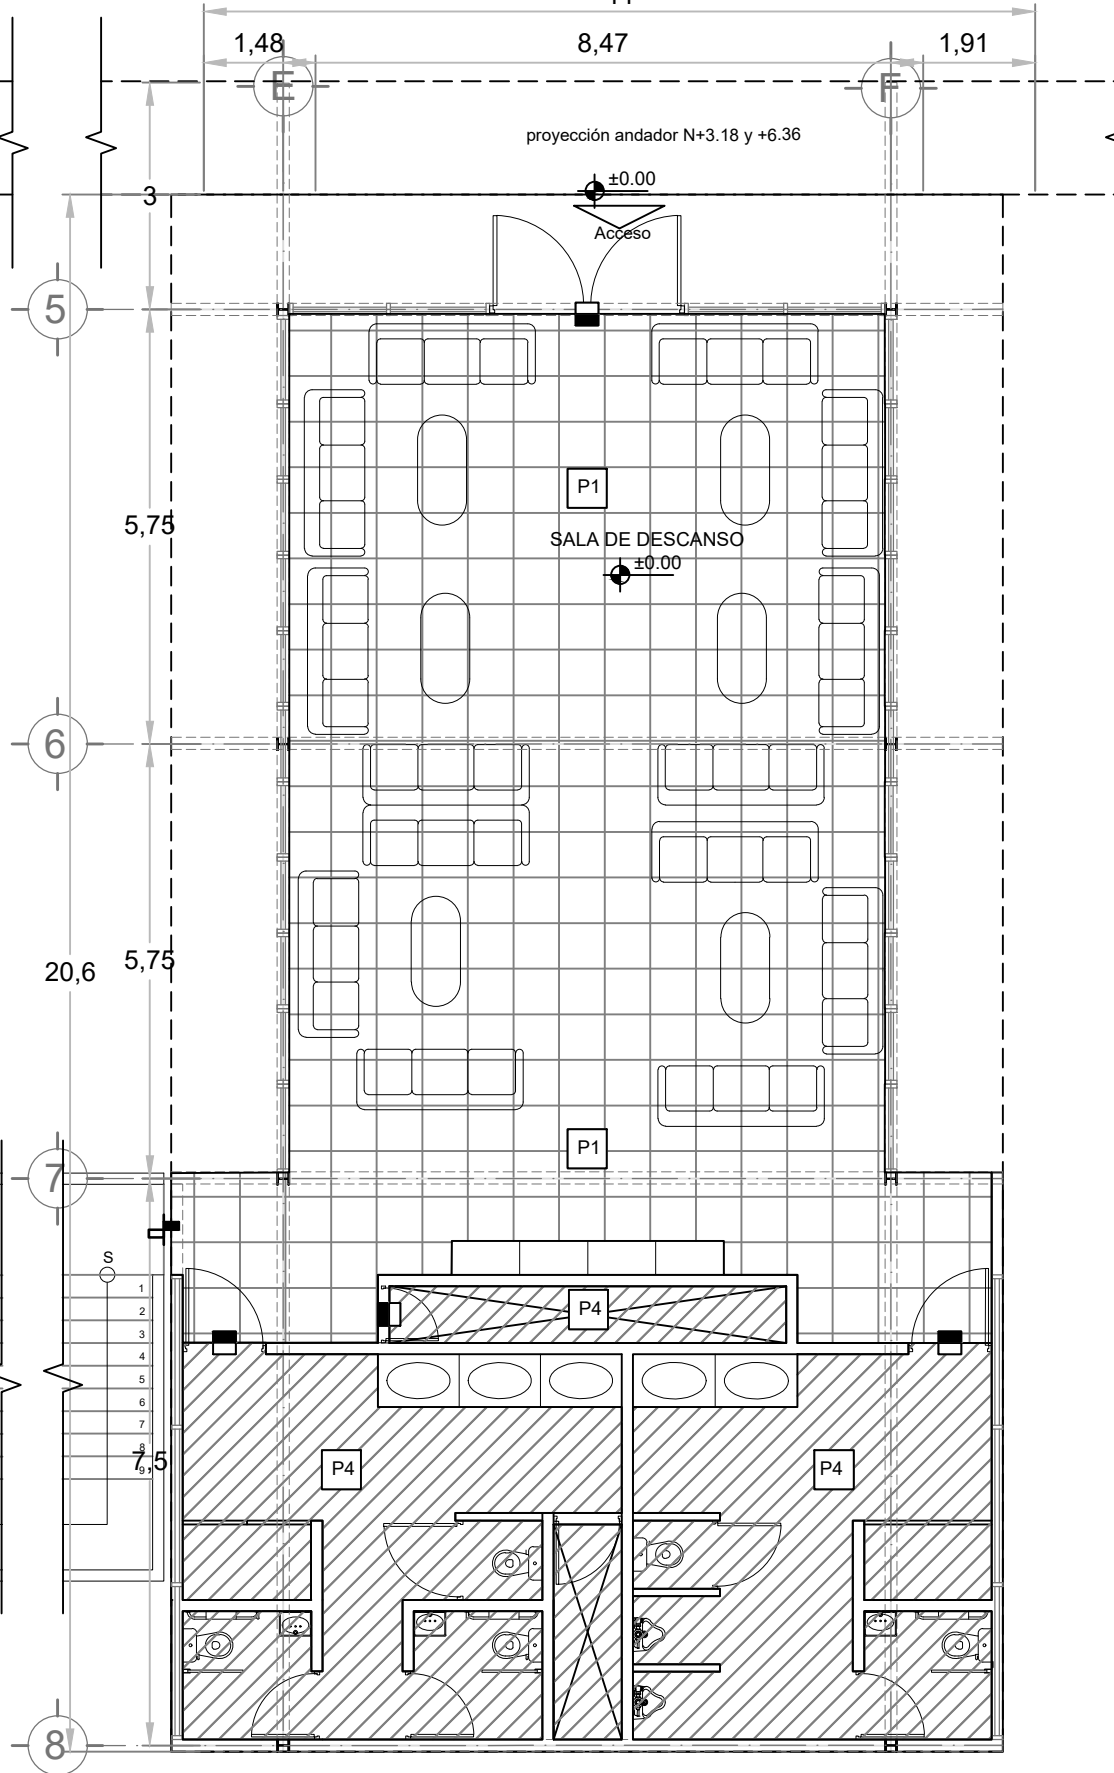 1,48
8,47
1,91
E
F
proyección andador N+3.18 y +6.36
±0.00
Acceso
3
5
P1
5,75
SALA DE DESCANSO
±0.00
6
20,6
5,75
P1
7
S
1
2
3
4
5
6
7
8
9
P4
7,5
P4
P4
8